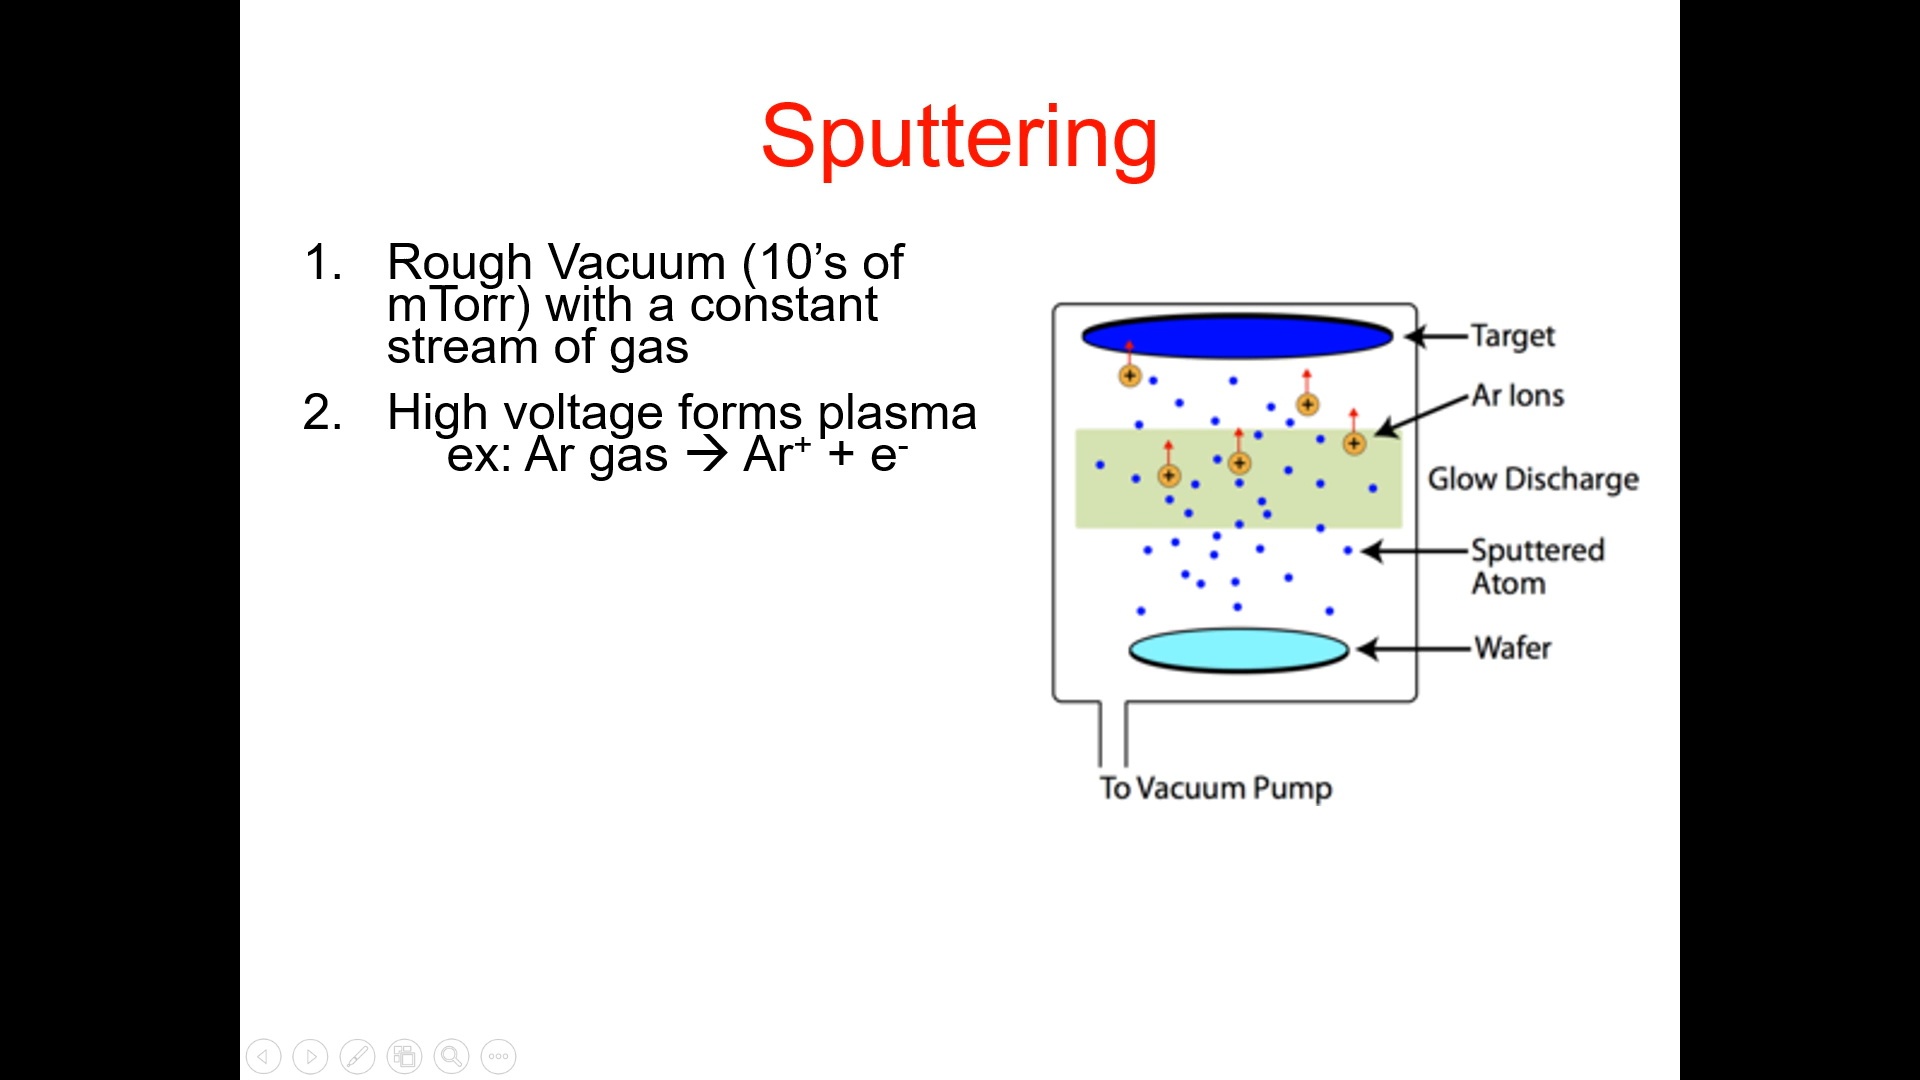 Sputtering
1. Rough Vacuum (10’s of
mTorr) with a constant
stream of gas
2. High voltage forms plasma
ex: Ar gas → Ar⁺ + e⁻
Target
Ar Ions
Glow Discharge
Sputtered
Atom
Wafer
To Vacuum Pump
+
+
+
+
+